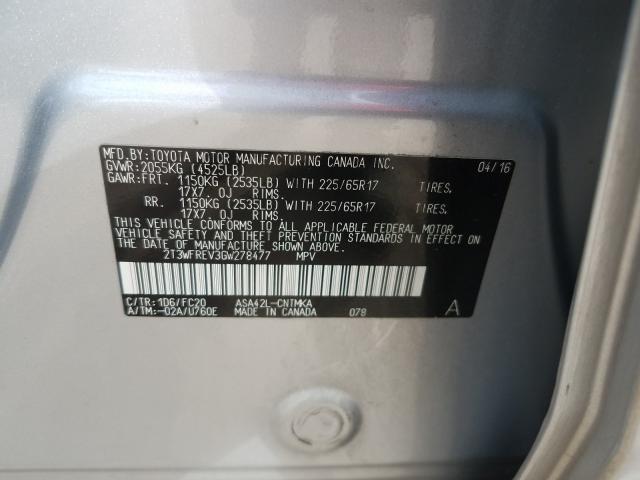 MFD.BY:TOYOTA MOTOR MANUFACTURING CANADA INC. 04/16
GVWR:2055KG (4525LB)
GAWR:FRT. 1150KG (2535LB) WITH 225/65R17 TIRES.
17X7. 0J RIMS.
RR. 1150KG (2535LB) WITH 225/65R17 TIRES.
17X7. 0J RIMS.
THIS VEHICLE CONFORMS TO ALL APPLICABLE FEDERAL MOTOR
VEHICLE SAFETY AND THEFT PREVENTION STANDARDS IN EFFECT ON
THE DATE OF MANUFACTURE SHOWN ABOVE.
2T3WFREV3GW278477 MPV
C/TR:1D6/FC20 ASA42L-CNTMKA
A/TM:-02A/U760E MADE IN CANADA 078 A